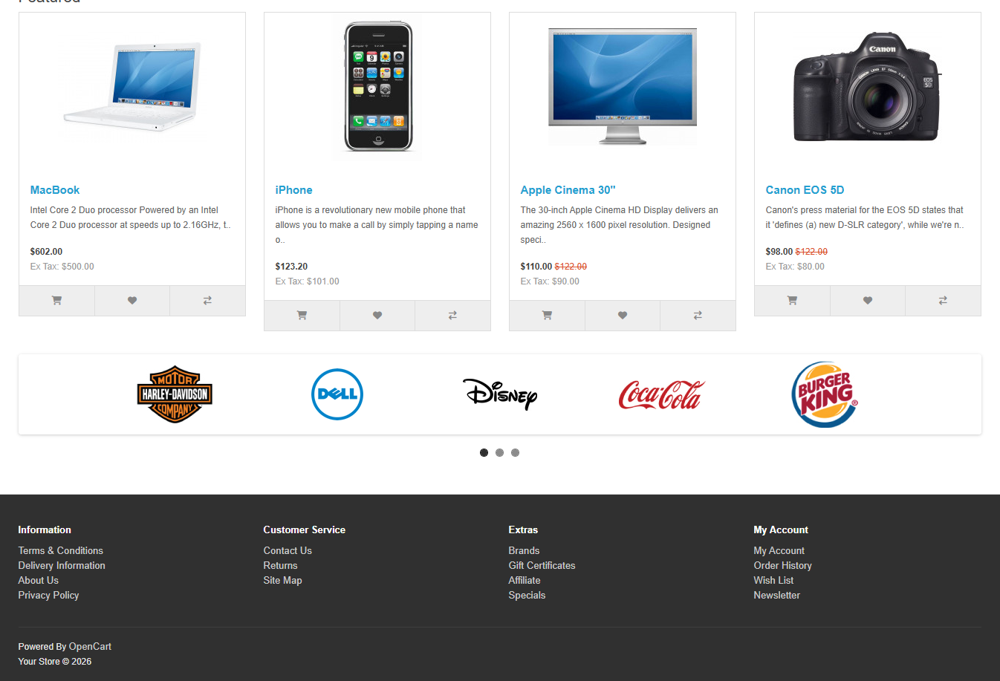 Featured
Canon
EOS
5D
MacBook
Intel Core 2 Duo processor Powered by an Intel
Core 2 Duo processor at speeds up to 2.16GHz, t..
$602.00
Ex Tax: $500.00
iPhone
iPhone is a revolutionary new mobile phone that
allows you to make a call by simply tapping a name
o..
$123.20
Ex Tax: $101.00
Apple Cinema 30"
The 30-inch Apple Cinema HD Display delivers an
amazing 2560 x 1600 pixel resolution. Designed
speci..
$110.00 $122.00
Ex Tax: $90.00
Canon EOS 5D
Canon's press material for the EOS 5D states that
it 'defines (a) new D-SLR category', while we're n..
$98.00 $122.00
Ex Tax: $80.00
MOTOR
HARLEY-DAVIDSON
COMPANY
DELL
Disney
Coca-Cola
BURGER
KING®
Information
Terms & Conditions
Delivery Information
About Us
Privacy Policy
Customer Service
Contact Us
Returns
Site Map
Extras
Brands
Gift Certificates
Affiliate
Specials
My Account
My Account
Order History
Wish List
Newsletter
Powered By OpenCart
Your Store © 2026